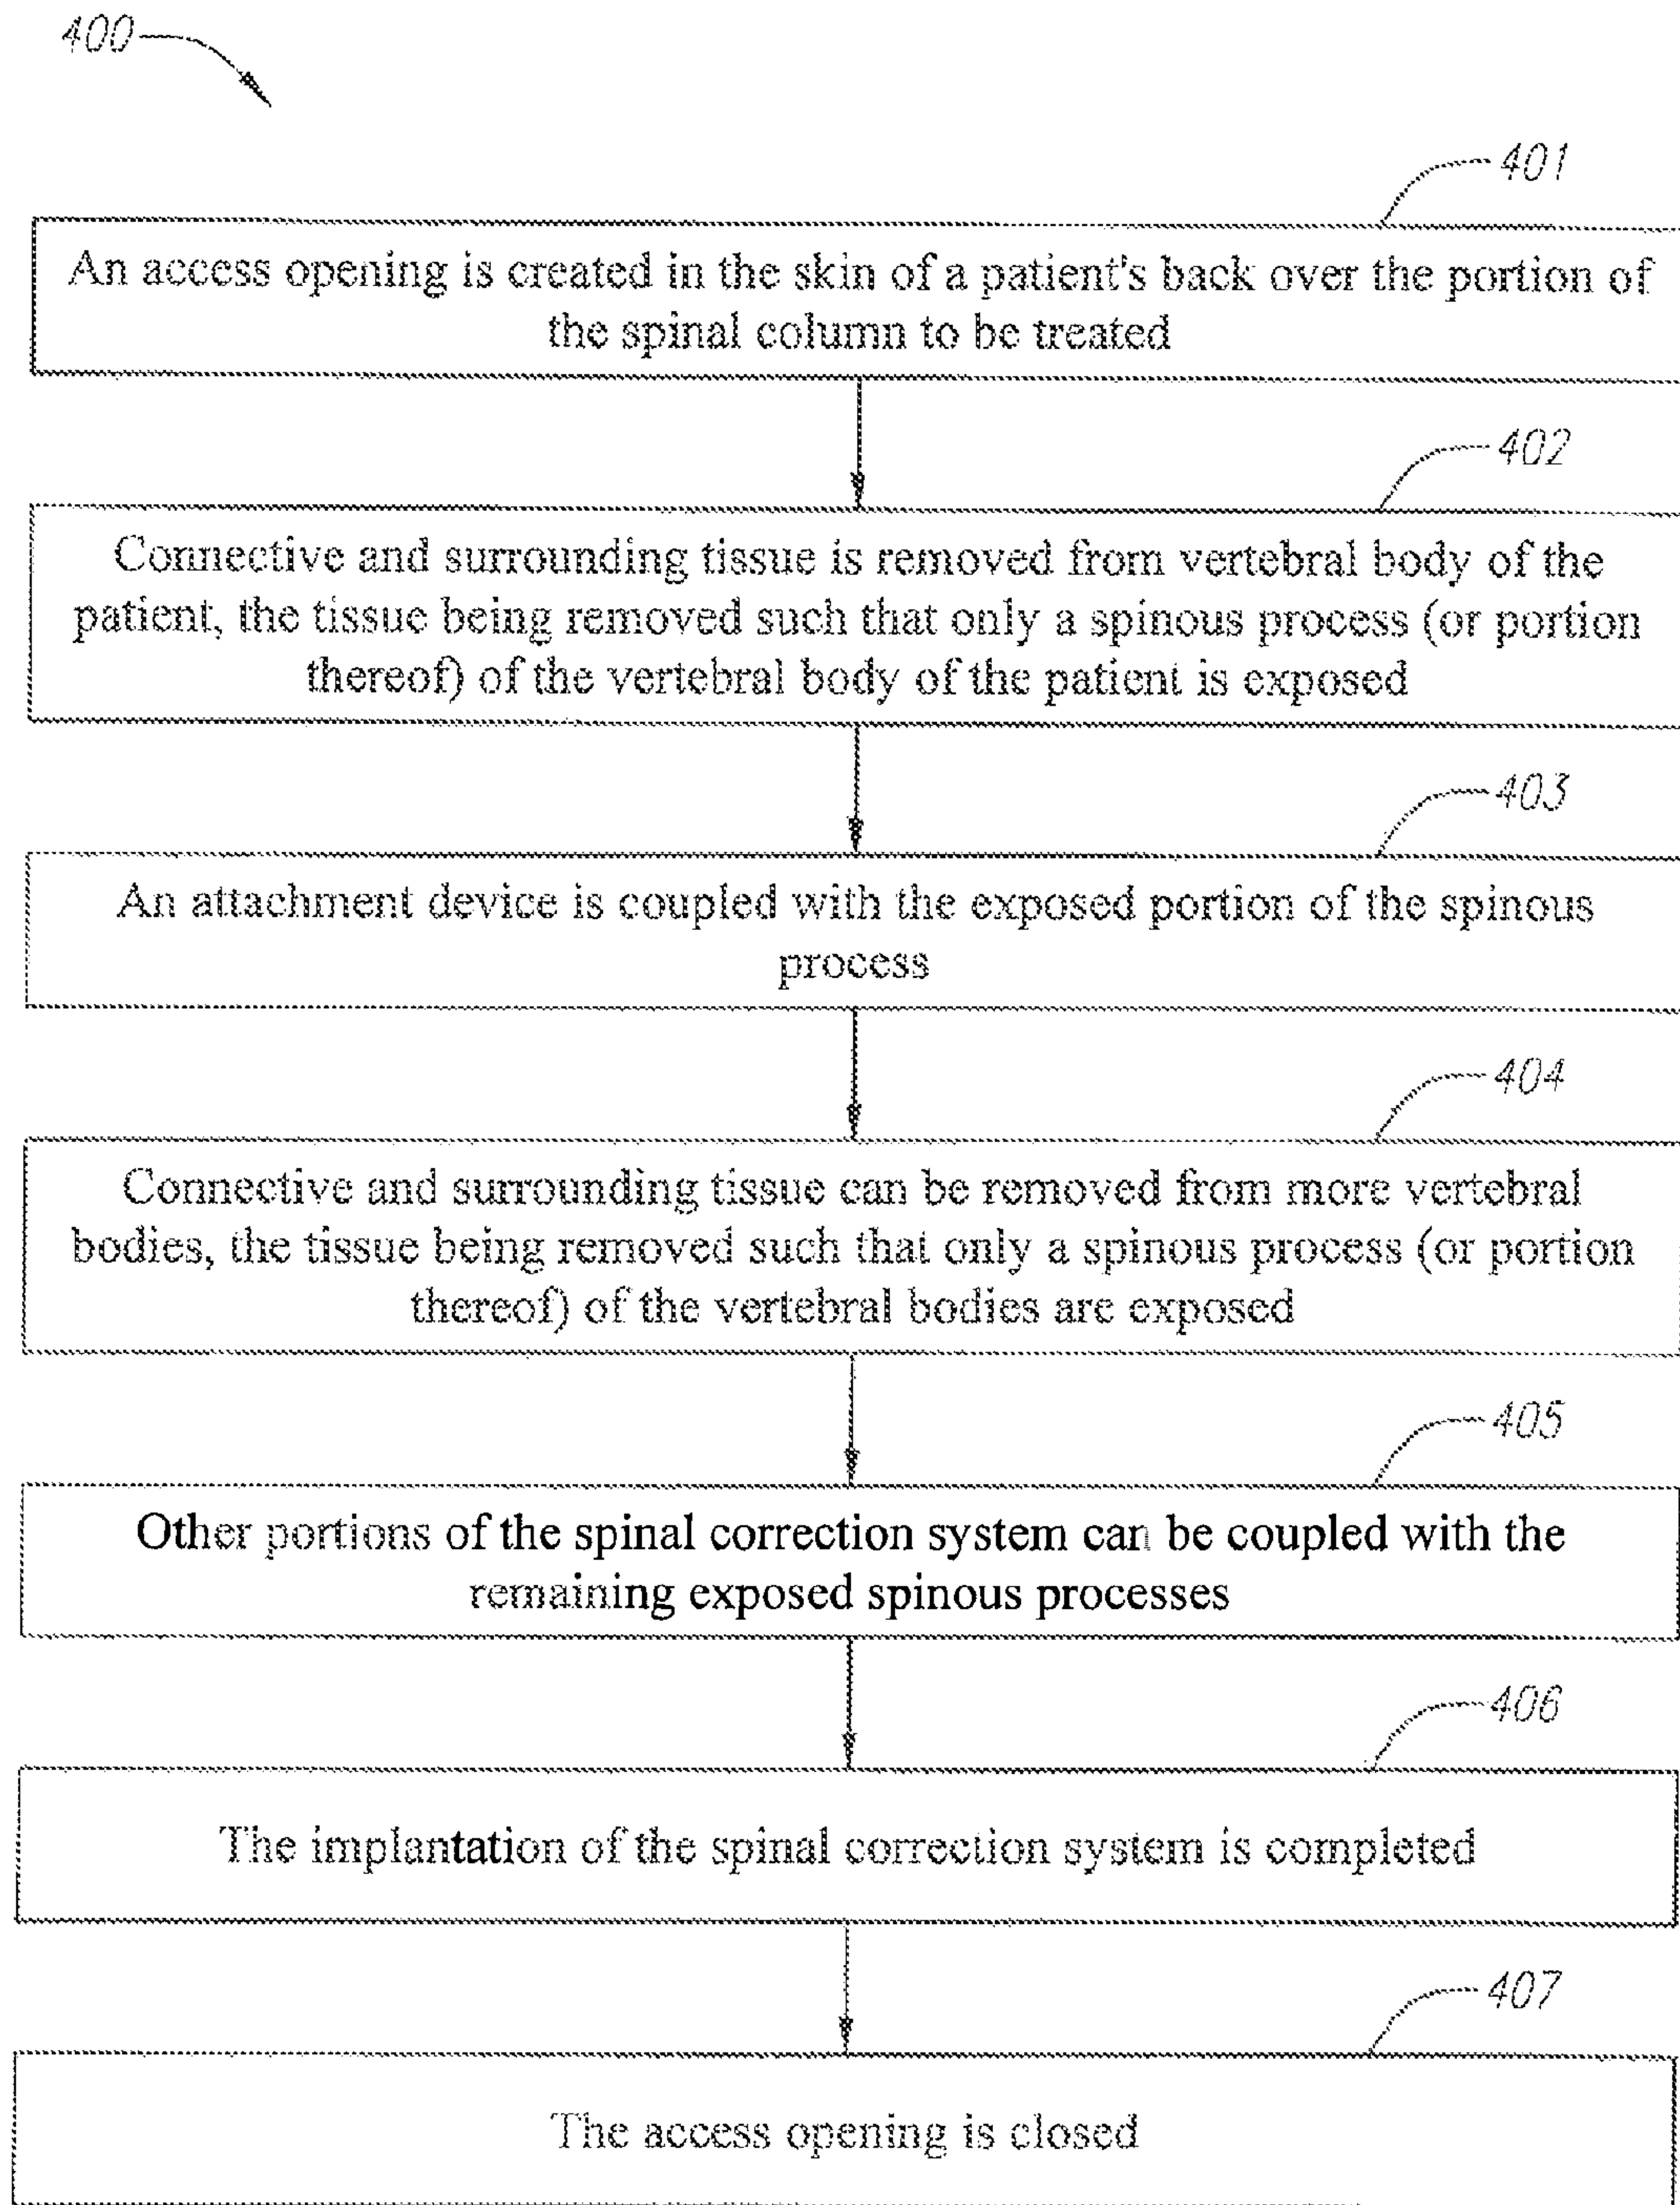 400
401
An access opening is created in the skin of a patient's back over the portion of
the spinal column to be treated
402
Connective and surrounding tissue is removed from vertebral body of the
patient, the tissue being removed such that only a spinous process (or portion
thereof) of the vertebral body of the patient is exposed
403
An attachment device is coupled with the exposed portion of the spinous
process
404
Connective and surrounding tissue can be removed from more vertebral
bodies, the tissue being removed such that only a spinous process (or portion
thereof) of the vertebral bodies are exposed
405
Other portions of the spinal correction system can be coupled with the
remaining exposed spinous processes
406
The implantation of the spinal correction system is completed
407
The access opening is closed